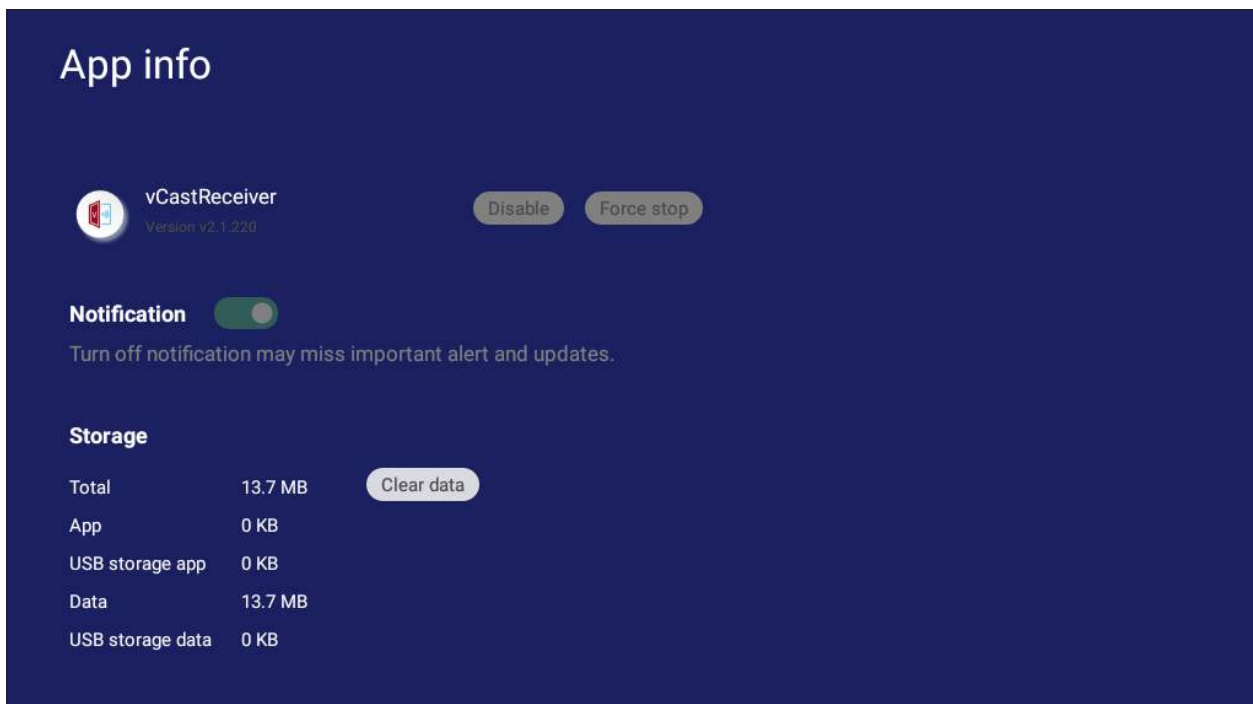 App info
vCastReceiver
Version v2.1.220
Disable
Force stop
Notification
Turn off notification may miss important alert and updates.
Storage
Total 13.7 MB Clear data
App 0 KB
USB storage app 0 KB
Data 13.7 MB
USB storage data 0 KB